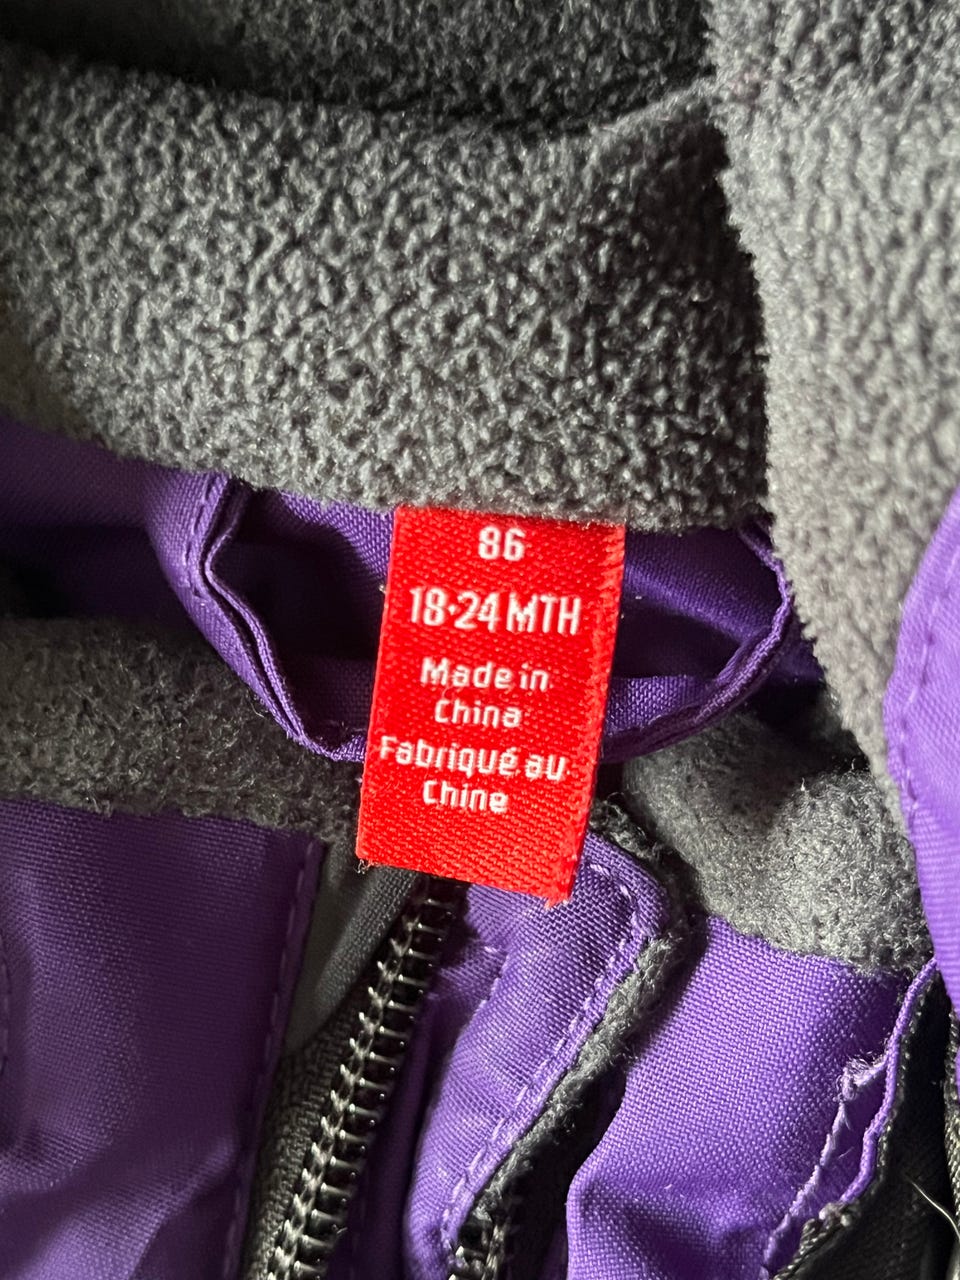 86
18-24 MTH
Made in
China
Fabriqué au
Chine